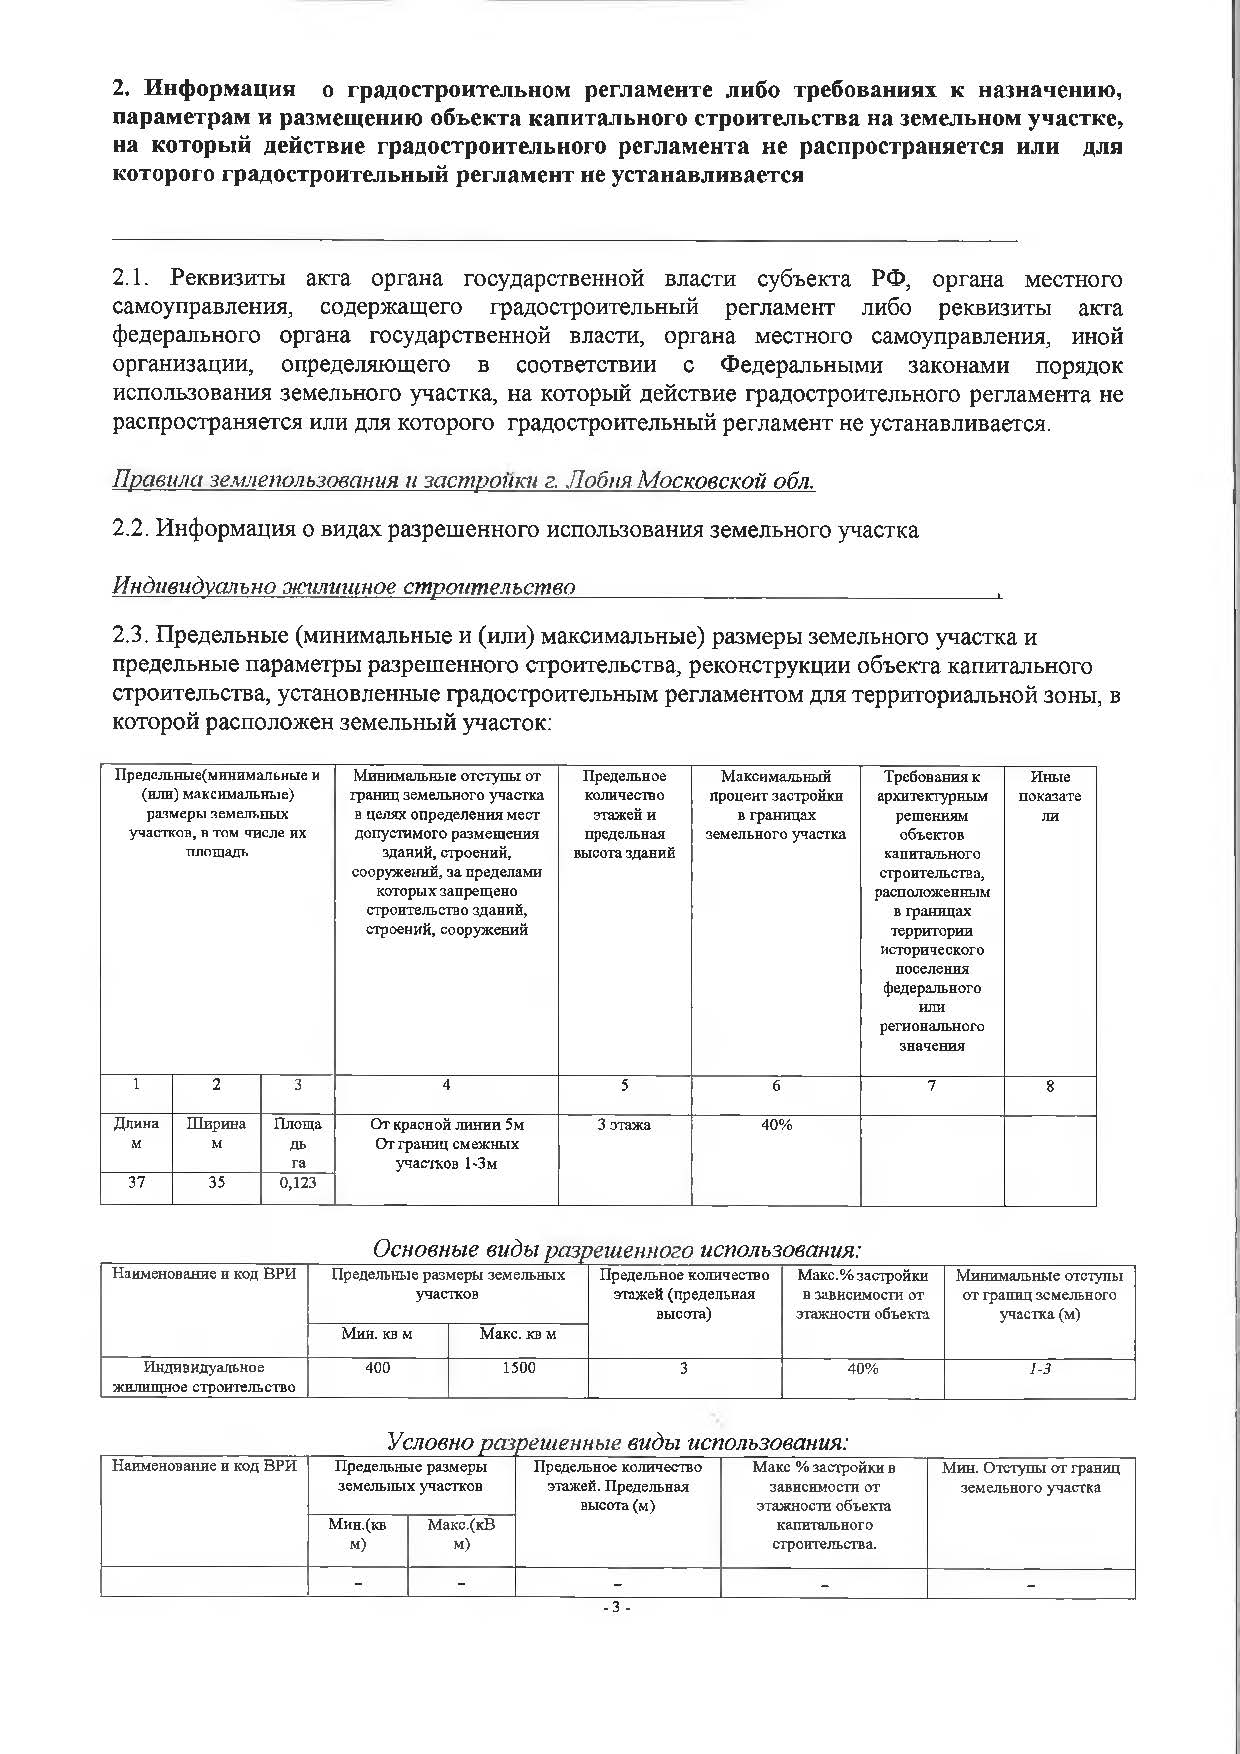 2. Информация о градостроительном регламенте либо требованиях к назначению,
параметрам и размещению объекта капитального строительства на земельном участке,
на который действие градостроительного регламента не распространяется или для
которого градостроительный регламент не устанавливается
2.1. Реквизиты акта органа государственной власти субъекта РФ, органа местного
самоуправления, содержащего градостроительный регламент либо реквизиты акта
федерального органа государственной власти, органа местного самоуправления, иной
организации, определяющего в соответствии с Федеральными законами порядок
использования земельного участка, на который действие градостроительного регламента не
распространяется или для которого градостроительный регламент не устанавливается.
Правила землепользования и застройки г. Лобня Московской обл.
2.2. Информация о видах разрешенного использования земельного участка
Индивидуально жилищное строительство,
2.3. Предельные (минимальные и (или) максимальные) размеры земельного участка и
предельные параметры разрешенного строительства, реконструкции объекта капитального
строительства, установленные градостроительным регламентом для территориальной зоны, в
которой расположен земельный участок:
Предельные(минимальные и
(или) максимальные)
размеры земельных
участков, в том числе их
площадь
Минимальные отступы от
границ земельного участка
в целях определения мест
допустимого размещения
зданий, строений,
сооружений, за пределами
которых запрещено
строительство зданий,
строений, сооружений
Предельное
количество
этажей и
предельная
высота зданий
Максимальный
процент застройки
в границах
земельного участка
Требования к
архитектурным
решениям
объектов
капитального
строительства,
расположенным
в границах
территории
исторического
поселения
федерального
или
регионального
значения
Иные
показате
ли
1 2 3 4 5 6 7 8
Длина
м
Ширина
м
Площа
дь
га
От красной линии 5м
От границ смежных
участков 1-3м
3 этажа
40%
37 35 0,123
Основные виды разрешенного использования:
Наименование и код ВРИ
Предельные размеры земельных
участков
Предельное количество
этажей (предельная
высота)
Макс.% застройки
в зависимости от
этажности объекта
Минимальные отступы
от границ земельного
участка (м)
Мин. кв м Макс. кв м
Индивидуальное
жилищное строительство
400 1500 3 40% 1-3
Условно разрешенные виды использования:
Наименование и код ВРИ
Предельные размеры
земельных участков
Предельное количество
этажей. Предельная
высота (м)
Макс % застройки в
зависимости от
этажности объекта
капитального
строительства.
Мин. Отступы от границ
земельного участка
Мин.(кв
м)
Макс.(кВ
м)
– – – – –
- 3 -